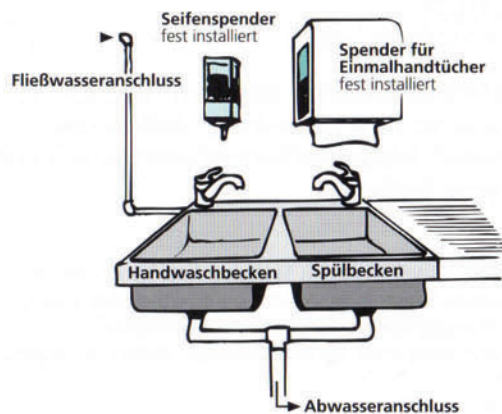 Seifenspender
fest installiert
Spender für
Einmalhandtücher
fest installiert
Fließwasseranschluss
Handwaschbecken
Spülbecken
Abwasseranschluss